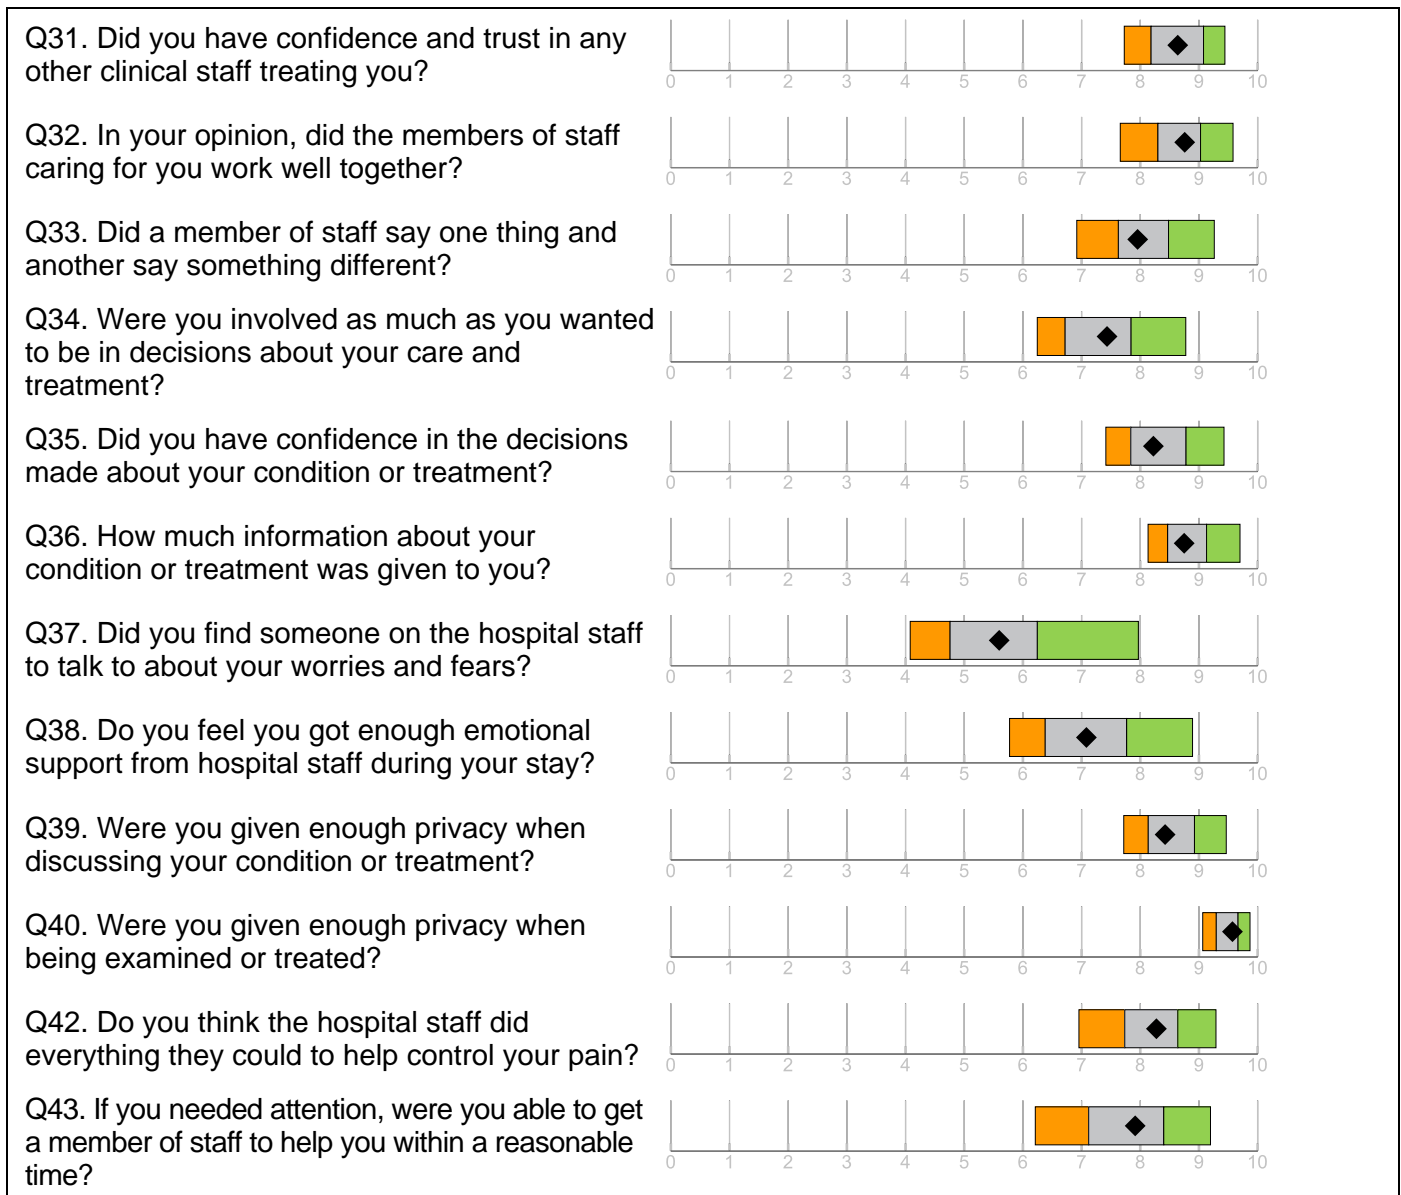 Q31. Did you have confidence and trust in any
other clinical staff treating you?
0 1 2 3 4 5 6 7 8 9 10
Q32. In your opinion, did the members of staff
caring for you work well together?
0 1 2 3 4 5 6 7 8 9 10
Q33. Did a member of staff say one thing and
another say something different?
0 1 2 3 4 5 6 7 8 9 10
Q34. Were you involved as much as you wanted
to be in decisions about your care and
treatment?
0 1 2 3 4 5 6 7 8 9 10
Q35. Did you have confidence in the decisions
made about your condition or treatment?
0 1 2 3 4 5 6 7 8 9 10
Q36. How much information about your
condition or treatment was given to you?
0 1 2 3 4 5 6 7 8 9 10
Q37. Did you find someone on the hospital staff
to talk to about your worries and fears?
0 1 2 3 4 5 6 7 8 9 10
Q38. Do you feel you got enough emotional
support from hospital staff during your stay?
0 1 2 3 4 5 6 7 8 9 10
Q39. Were you given enough privacy when
discussing your condition or treatment?
0 1 2 3 4 5 6 7 8 9 10
Q40. Were you given enough privacy when
being examined or treated?
0 1 2 3 4 5 6 7 8 9 10
Q42. Do you think the hospital staff did
everything they could to help control your pain?
0 1 2 3 4 5 6 7 8 9 10
Q43. If you needed attention, were you able to get
a member of staff to help you within a reasonable
time?
0 1 2 3 4 5 6 7 8 9 10